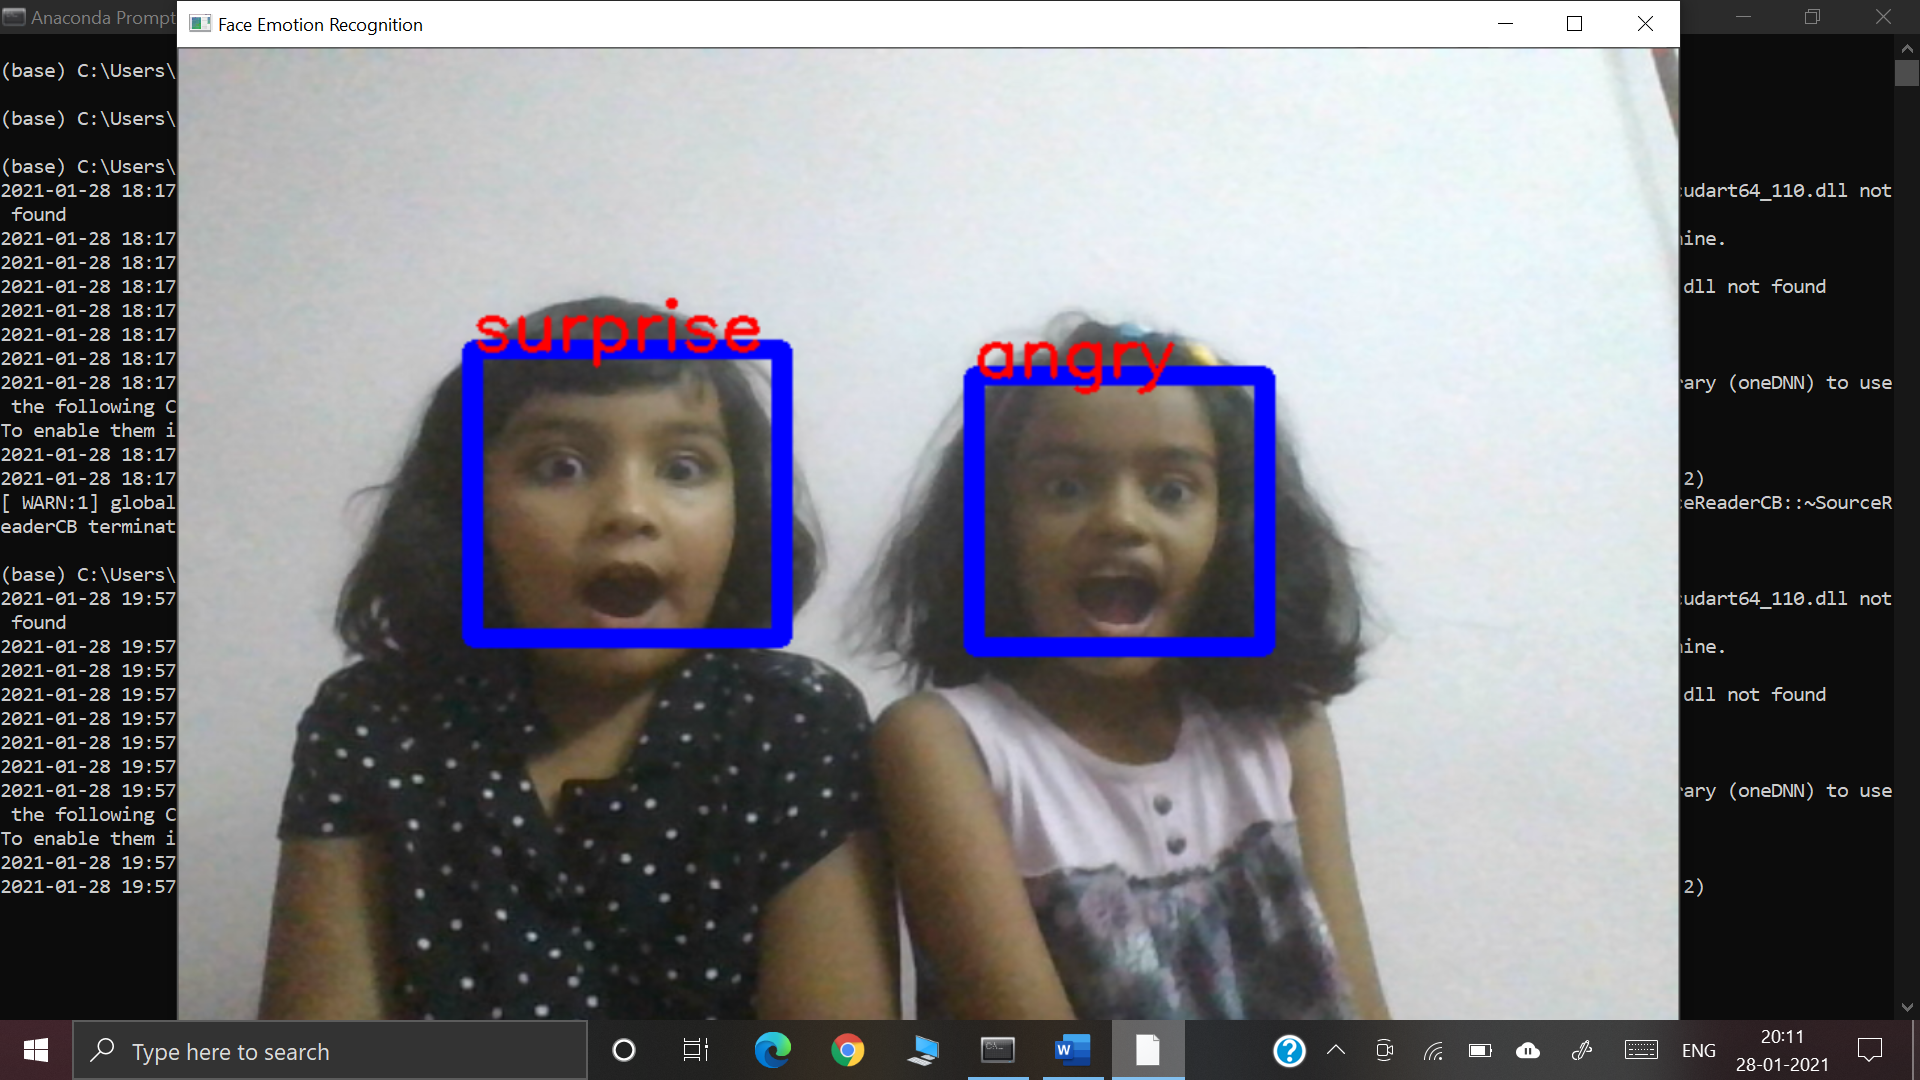 Anaconda Prompt
Face Emotion Recognition
(base) C:\Users\
(base) C:\Users\
(base) C:\Users\
2021-01-28 18:17
udart64_110.dll not
found
2021-01-28 18:17
ine.
2021-01-28 18:17
2021-01-28 18:17
dll not found
2021-01-28 18:17
2021-01-28 18:17
2021-01-28 18:17
2021-01-28 18:17
rary (oneDNN) to use
the following C
To enable them i
2021-01-28 18:17
2021-01-28 18:17
2)
[ WARN:1] global
eReaderCB::~SourceR
eaderCB terminat
(base) C:\Users\
2021-01-28 19:57
udart64_110.dll not
found
2021-01-28 19:57
ine.
2021-01-28 19:57
2021-01-28 19:57
dll not found
2021-01-28 19:57
2021-01-28 19:57
2021-01-28 19:57
2021-01-28 19:57
rary (oneDNN) to use
the following C
To enable them i
2021-01-28 19:57
2021-01-28 19:57
2)
surprise
angry
Type here to search
W
ENG
20:11
28-01-2021